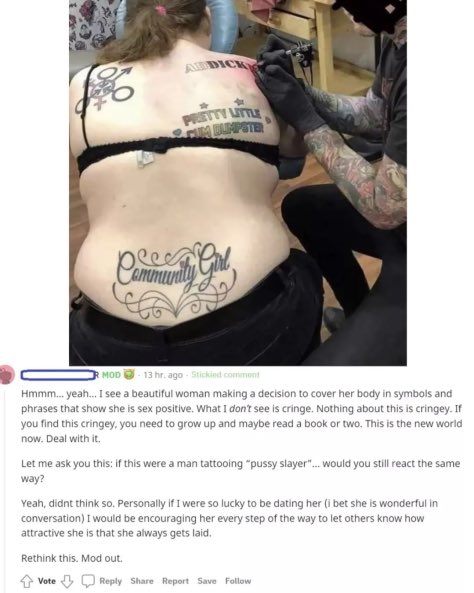 ADDICK
PRETTY LITTLE
CUM DUMPSTER
Community Girl
R MOD · 13 hr. ago · Stickied comment
Hmmm... yeah... I see a beautiful woman making a decision to cover her body in symbols and
phrases that show she is sex positive. What I don't see is cringe. Nothing about this is cringey. If
you find this cringey, you need to grow up and maybe read a book or two. This is the new world
now. Deal with it.
Let me ask you this: if this were a man tattooing "pussy slayer"... would you still react the same
way?
Yeah, didnt think so. Personally if I were so lucky to be dating her (i bet she is wonderful in
conversation) I would be encouraging her every step of the way to let others know how
attractive she is that she always gets laid.
Rethink this. Mod out.
Vote Reply Share Report Save Follow